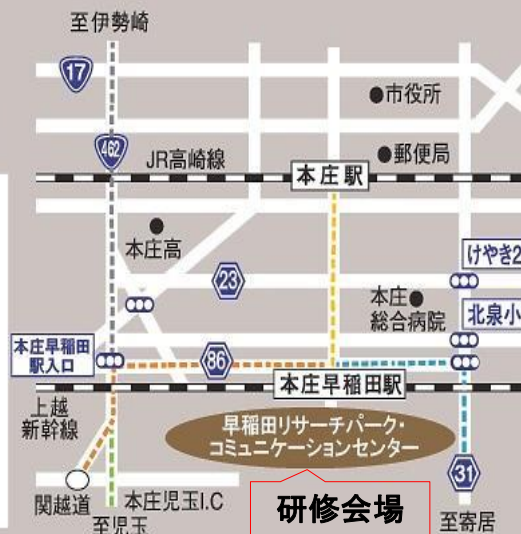 至伊勢崎
17
●市役所
462
JR高崎線
●郵便局
本庄駅
本庄高
けやき2
23
本庄●
総合病院
北泉小
本庄早稲田
駅入口
86
本庄早稲田駅
上越
新幹線
早稲田リサーチパーク・
コミュニケーションセンター
31
関越道
本庄児玉I.C
研修会場
至児玉
至寄居